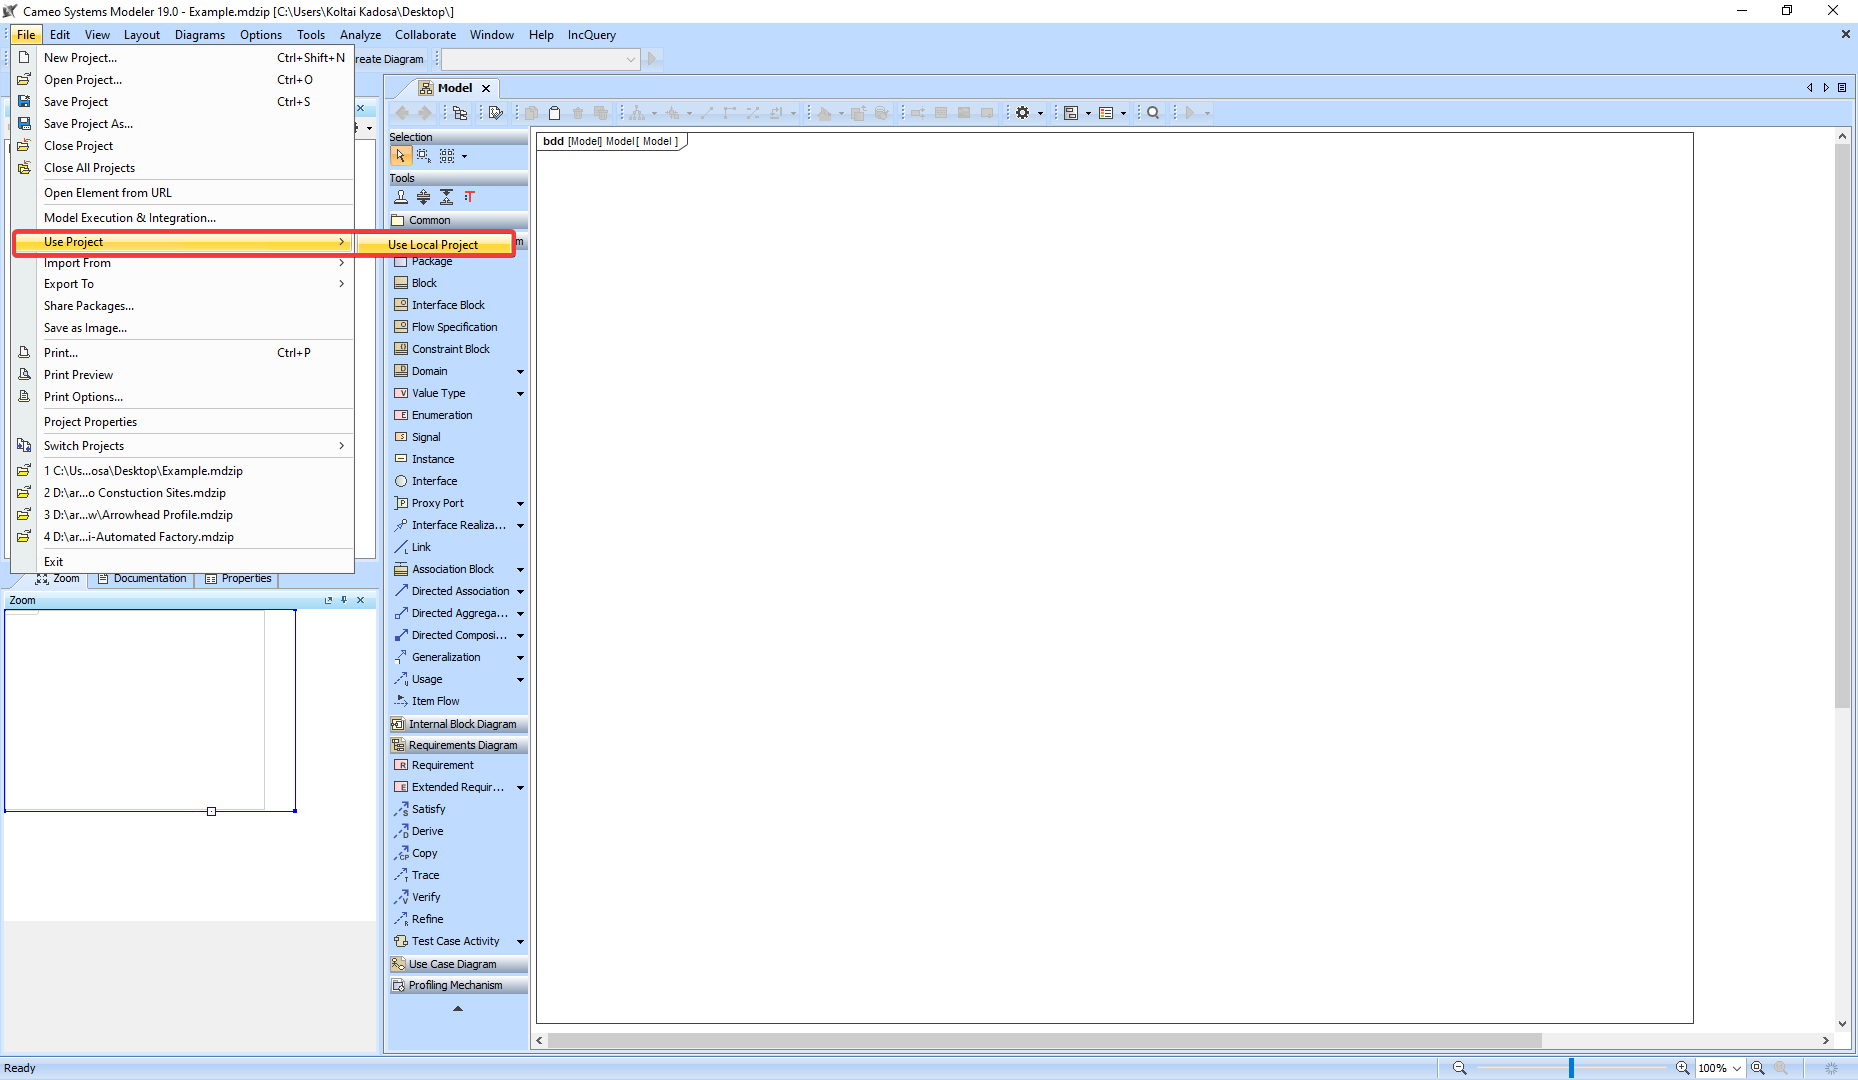 Cameo Systems Modeler 19.0 - Example.mdzip [C:\Users\Koltai Kadosa\Desktop\]
File Edit View Layout Diagrams Options Tools Analyze Collaborate Window Help IncQuery
reate Diagram
New Project... Ctrl+Shift+N
Open Project... Ctrl+O
Save Project Ctrl+S
Save Project As...
Close Project
Close All Projects
Open Element from URL
Model Execution & Integration...
Use Project
Use Local Project
Import From
Export To
Share Packages...
Save as Image...
Print... Ctrl+P
Print Preview
Print Options...
Project Properties
Switch Projects
1 C:\Us...osa\Desktop\Example.mdzip
2 D:\ar...o Constuction Sites.mdzip
3 D:\ar...w\Arrowhead Profile.mdzip
4 D:\ar...i-Automated Factory.mdzip
Exit
Zoom Documentation Properties
Zoom
Model
Selection
Tools
Common
m
Package
Block
Interface Block
Flow Specification
Constraint Block
Domain
Value Type
Enumeration
Signal
Instance
Interface
Proxy Port
Interface Realiza...
Link
Association Block
Directed Association
Directed Aggrega...
Directed Composi...
Generalization
Usage
Item Flow
Internal Block Diagram
Requirements Diagram
Requirement
Extended Requir...
Satisfy
Derive
Copy
Trace
Verify
Refine
Test Case Activity
Use Case Diagram
Profiling Mechanism
bdd [Model] Model[ Model ]
Ready
100%